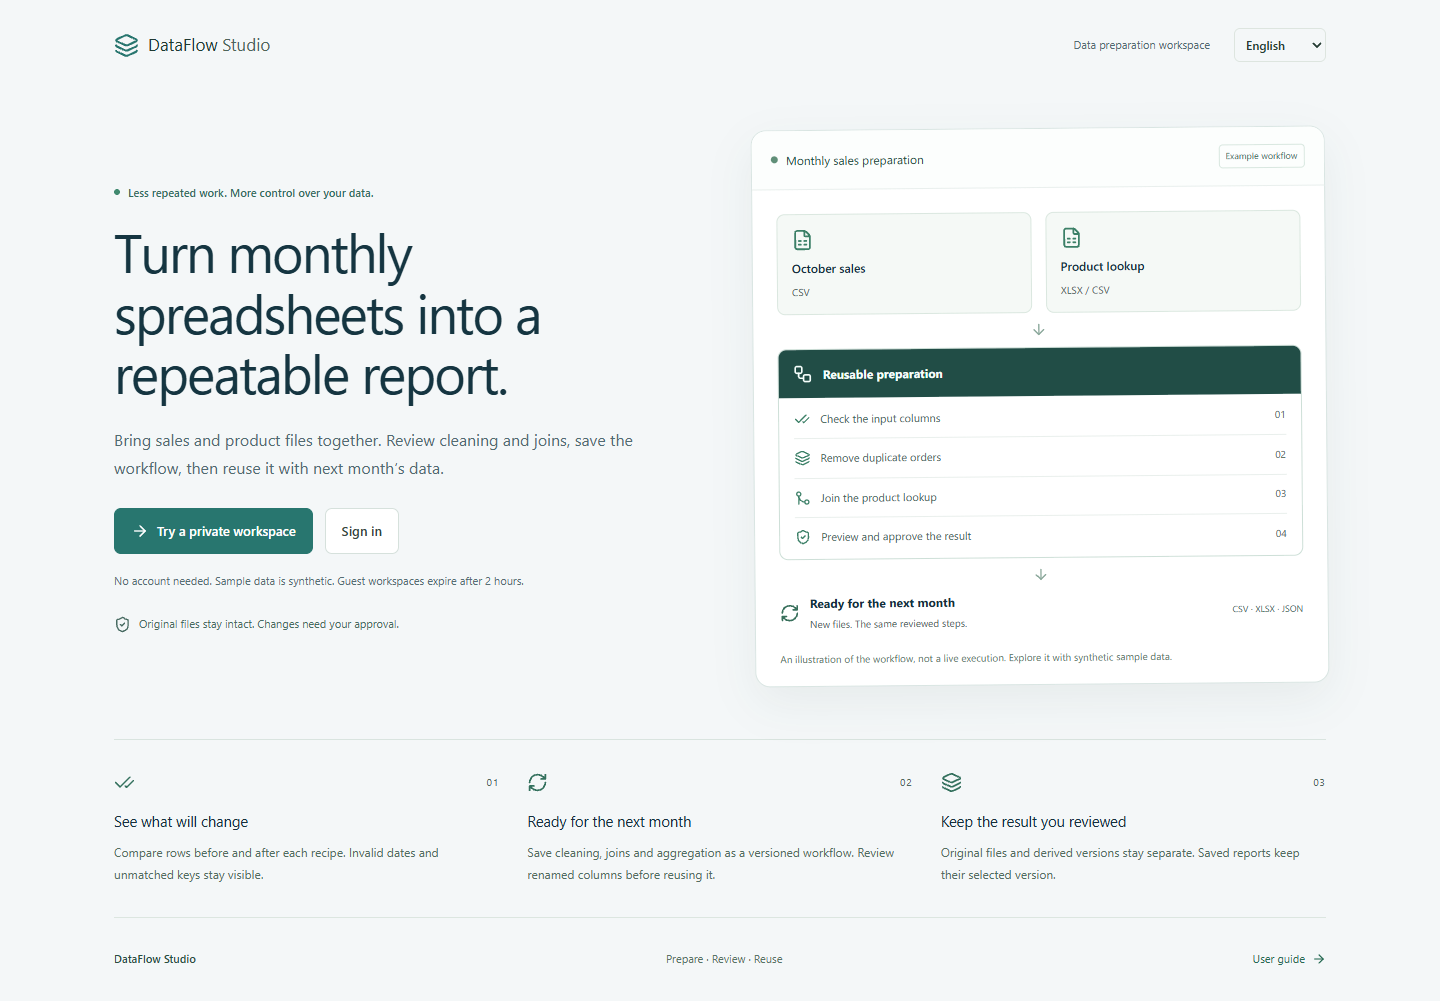 DataFlow Studio
Data preparation workspace
English
Less repeated work. More control over your data.
Turn monthly
spreadsheets into a
repeatable report.
Bring sales and product files together. Review cleaning and joins, save the
workflow, then reuse it with next month's data.
Try a private workspace
Sign in
No account needed. Sample data is synthetic. Guest workspaces expire after 2 hours.
Original files stay intact. Changes need your approval.
Monthly sales preparation
Example workflow
October sales
CSV
Product lookup
XLSX / CSV
Reusable preparation
Check the input columns 01
Remove duplicate orders 02
Join the product lookup 03
Preview and approve the result 04
Ready for the next month
New files. The same reviewed steps.
CSV · XLSX · JSON
An illustration of the workflow, not a live execution. Explore it with synthetic sample data.
01
See what will change
Compare rows before and after each recipe. Invalid dates and
unmatched keys stay visible.
02
Ready for the next month
Save cleaning, joins and aggregation as a versioned workflow. Review
renamed columns before reusing it.
03
Keep the result you reviewed
Original files and derived versions stay separate. Saved reports keep
their selected version.
DataFlow Studio
Prepare · Review · Reuse
User guide